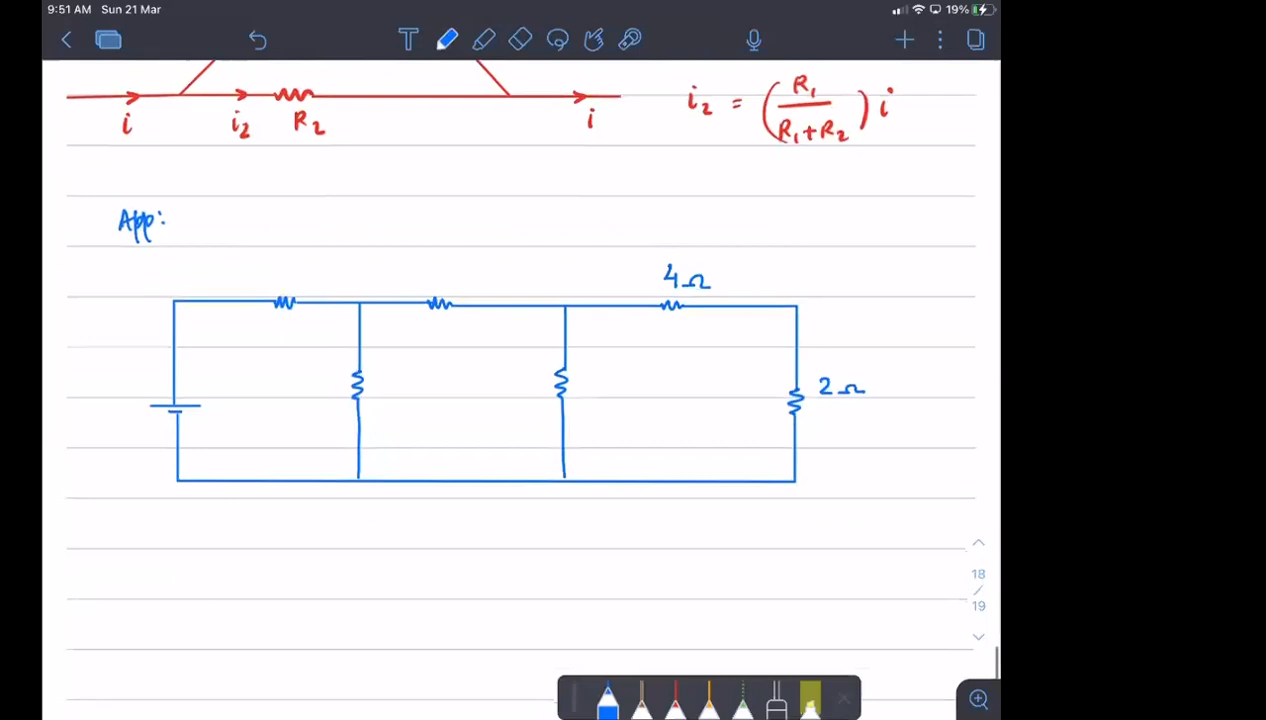 9:51 AM Sun 21 Mar 19%
T
i i₂ R₂ i i₂ = (R₁/(R₁+R₂)) i
App:
4Ω
2Ω
18
/
19